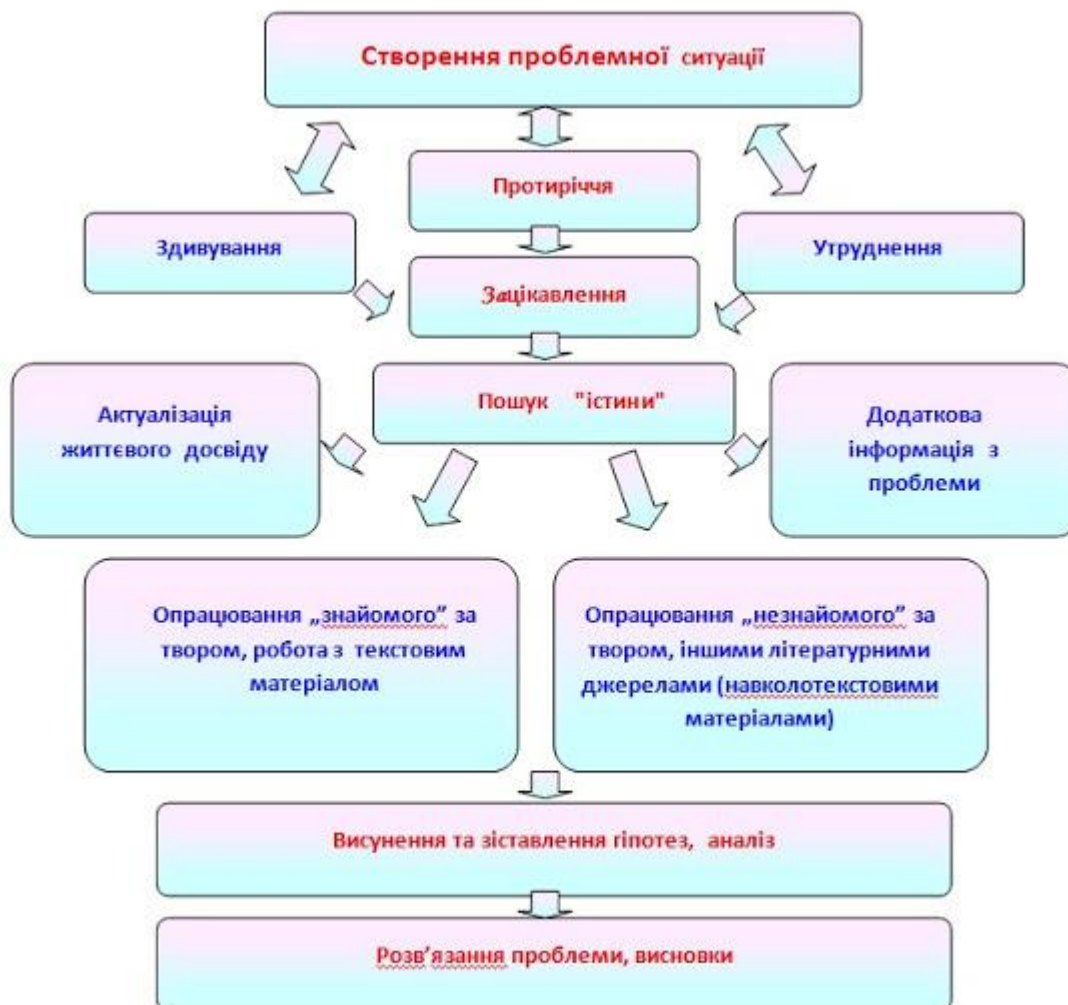 Створення проблемної ситуації
Протиріччя
Здивування
Утруднення
Зацікавлення
Пошук "істини"
Актуалізація
життєвого досвіду
Додаткова
інформація з
проблеми
Опрацювання „знайомого” за
твором, робота з текстовим
матеріалом
Опрацювання „незнайомого” за
твором, іншими літературними
джерелами (навколотекстовими
матеріалами)
Висунення та зіставлення гіпотез, аналіз
Розв’язання проблеми, висновки